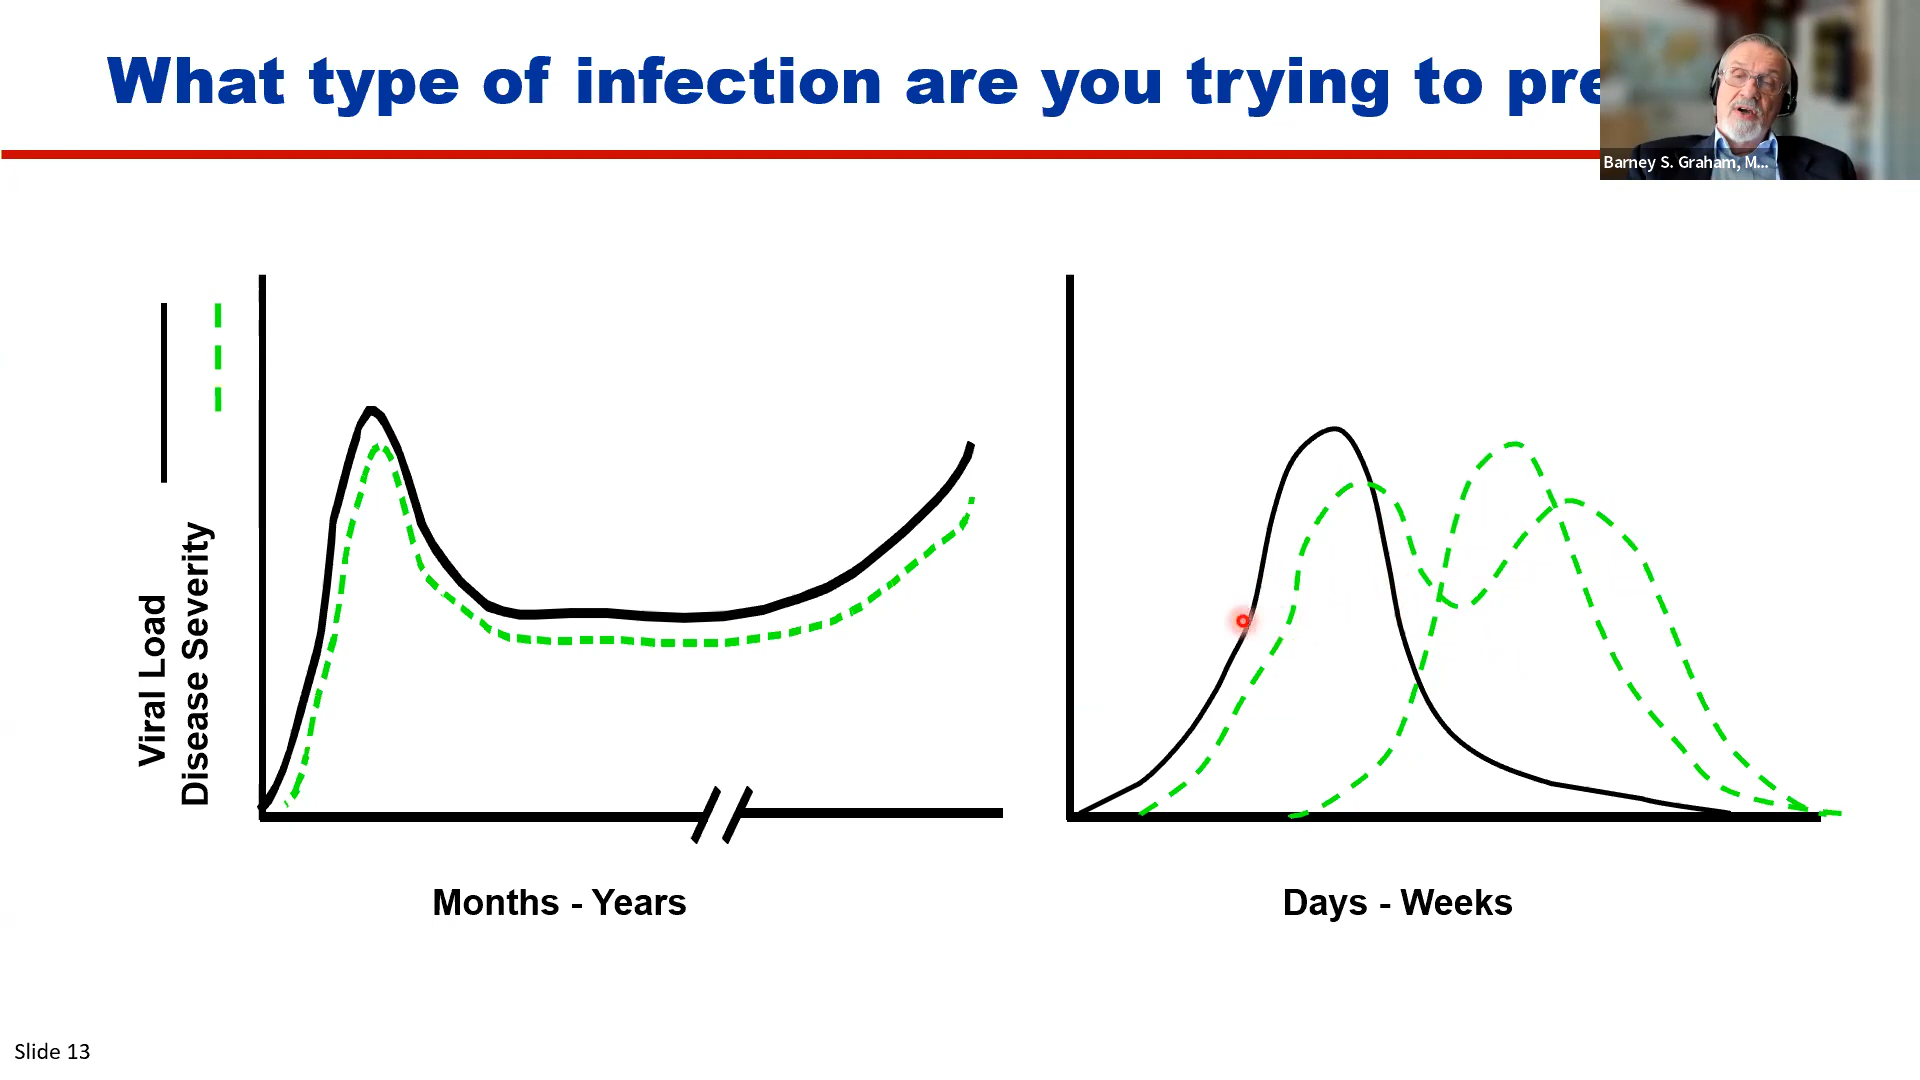 What type of infection are you trying to pre
Barney S. Graham, M...
Viral Load
Disease Severity
Months - Years
Days - Weeks
Slide 13